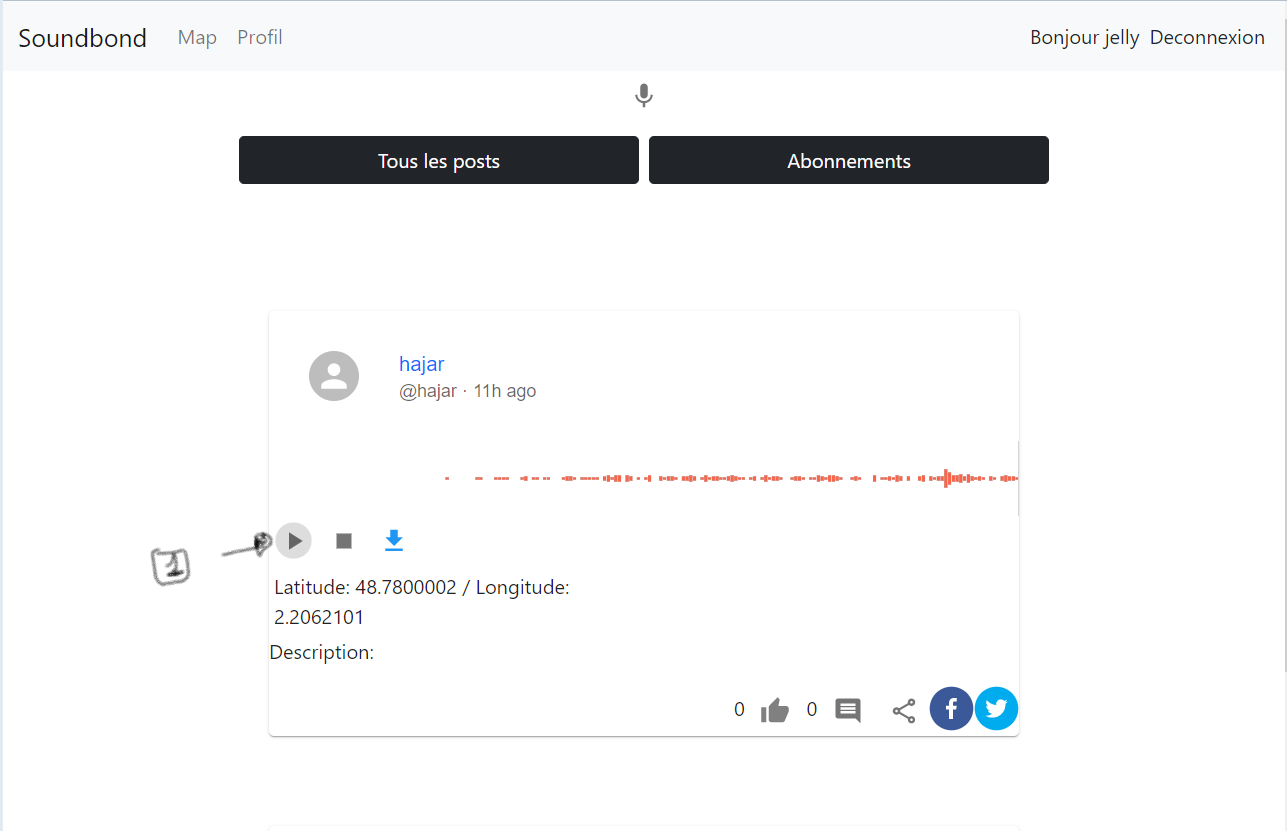 Soundbond Map Profil Bonjour jelly Deconnexion
Tous les posts Abonnements
hajar
@hajar · 11h ago
1
Latitude: 48.7800002 / Longitude:
2.2062101
Description:
0 0